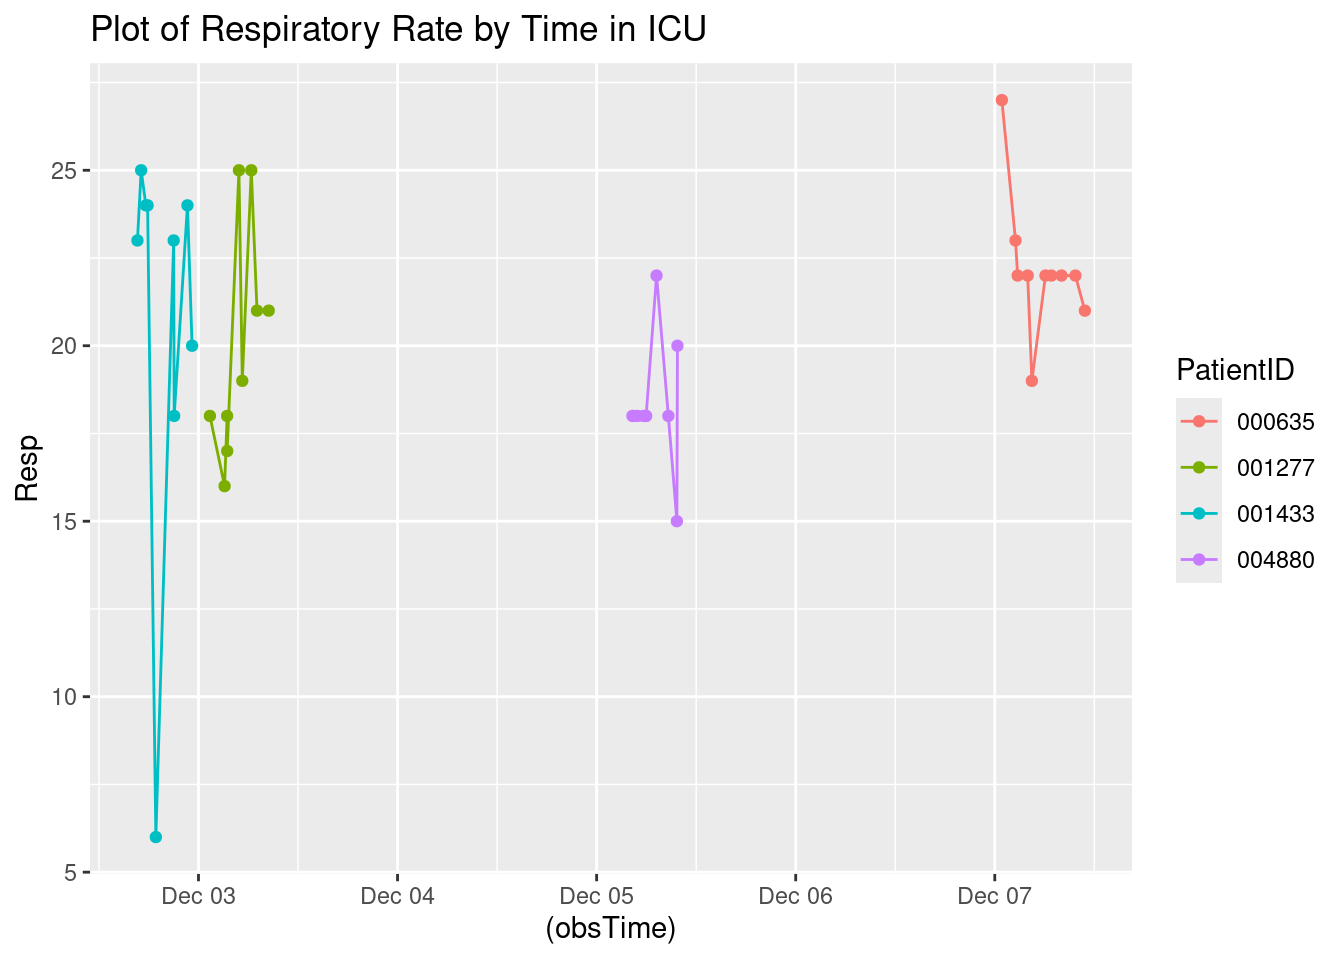 Plot of Respiratory Rate by Time in ICU
Resp
25
20
15
10
5
Dec 03 Dec 04 Dec 05 Dec 06 Dec 07
(obsTime)
PatientID
000635
001277
001433
004880